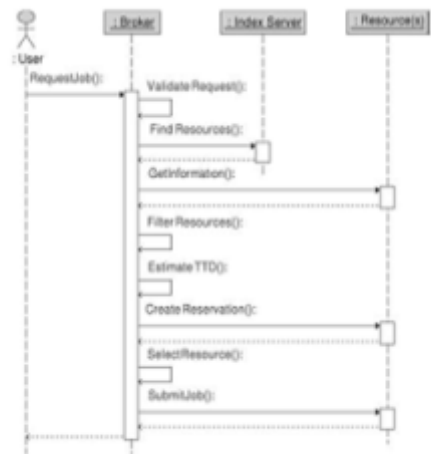 : Broker
: Index Server
: Resource(s)
: User
RequestJob():
Validate Request():
Find Resources():
GetInformation():
Filter Resources():
Estimate TTD():
Create Reservation():
SelectResource():
SubmitJob():